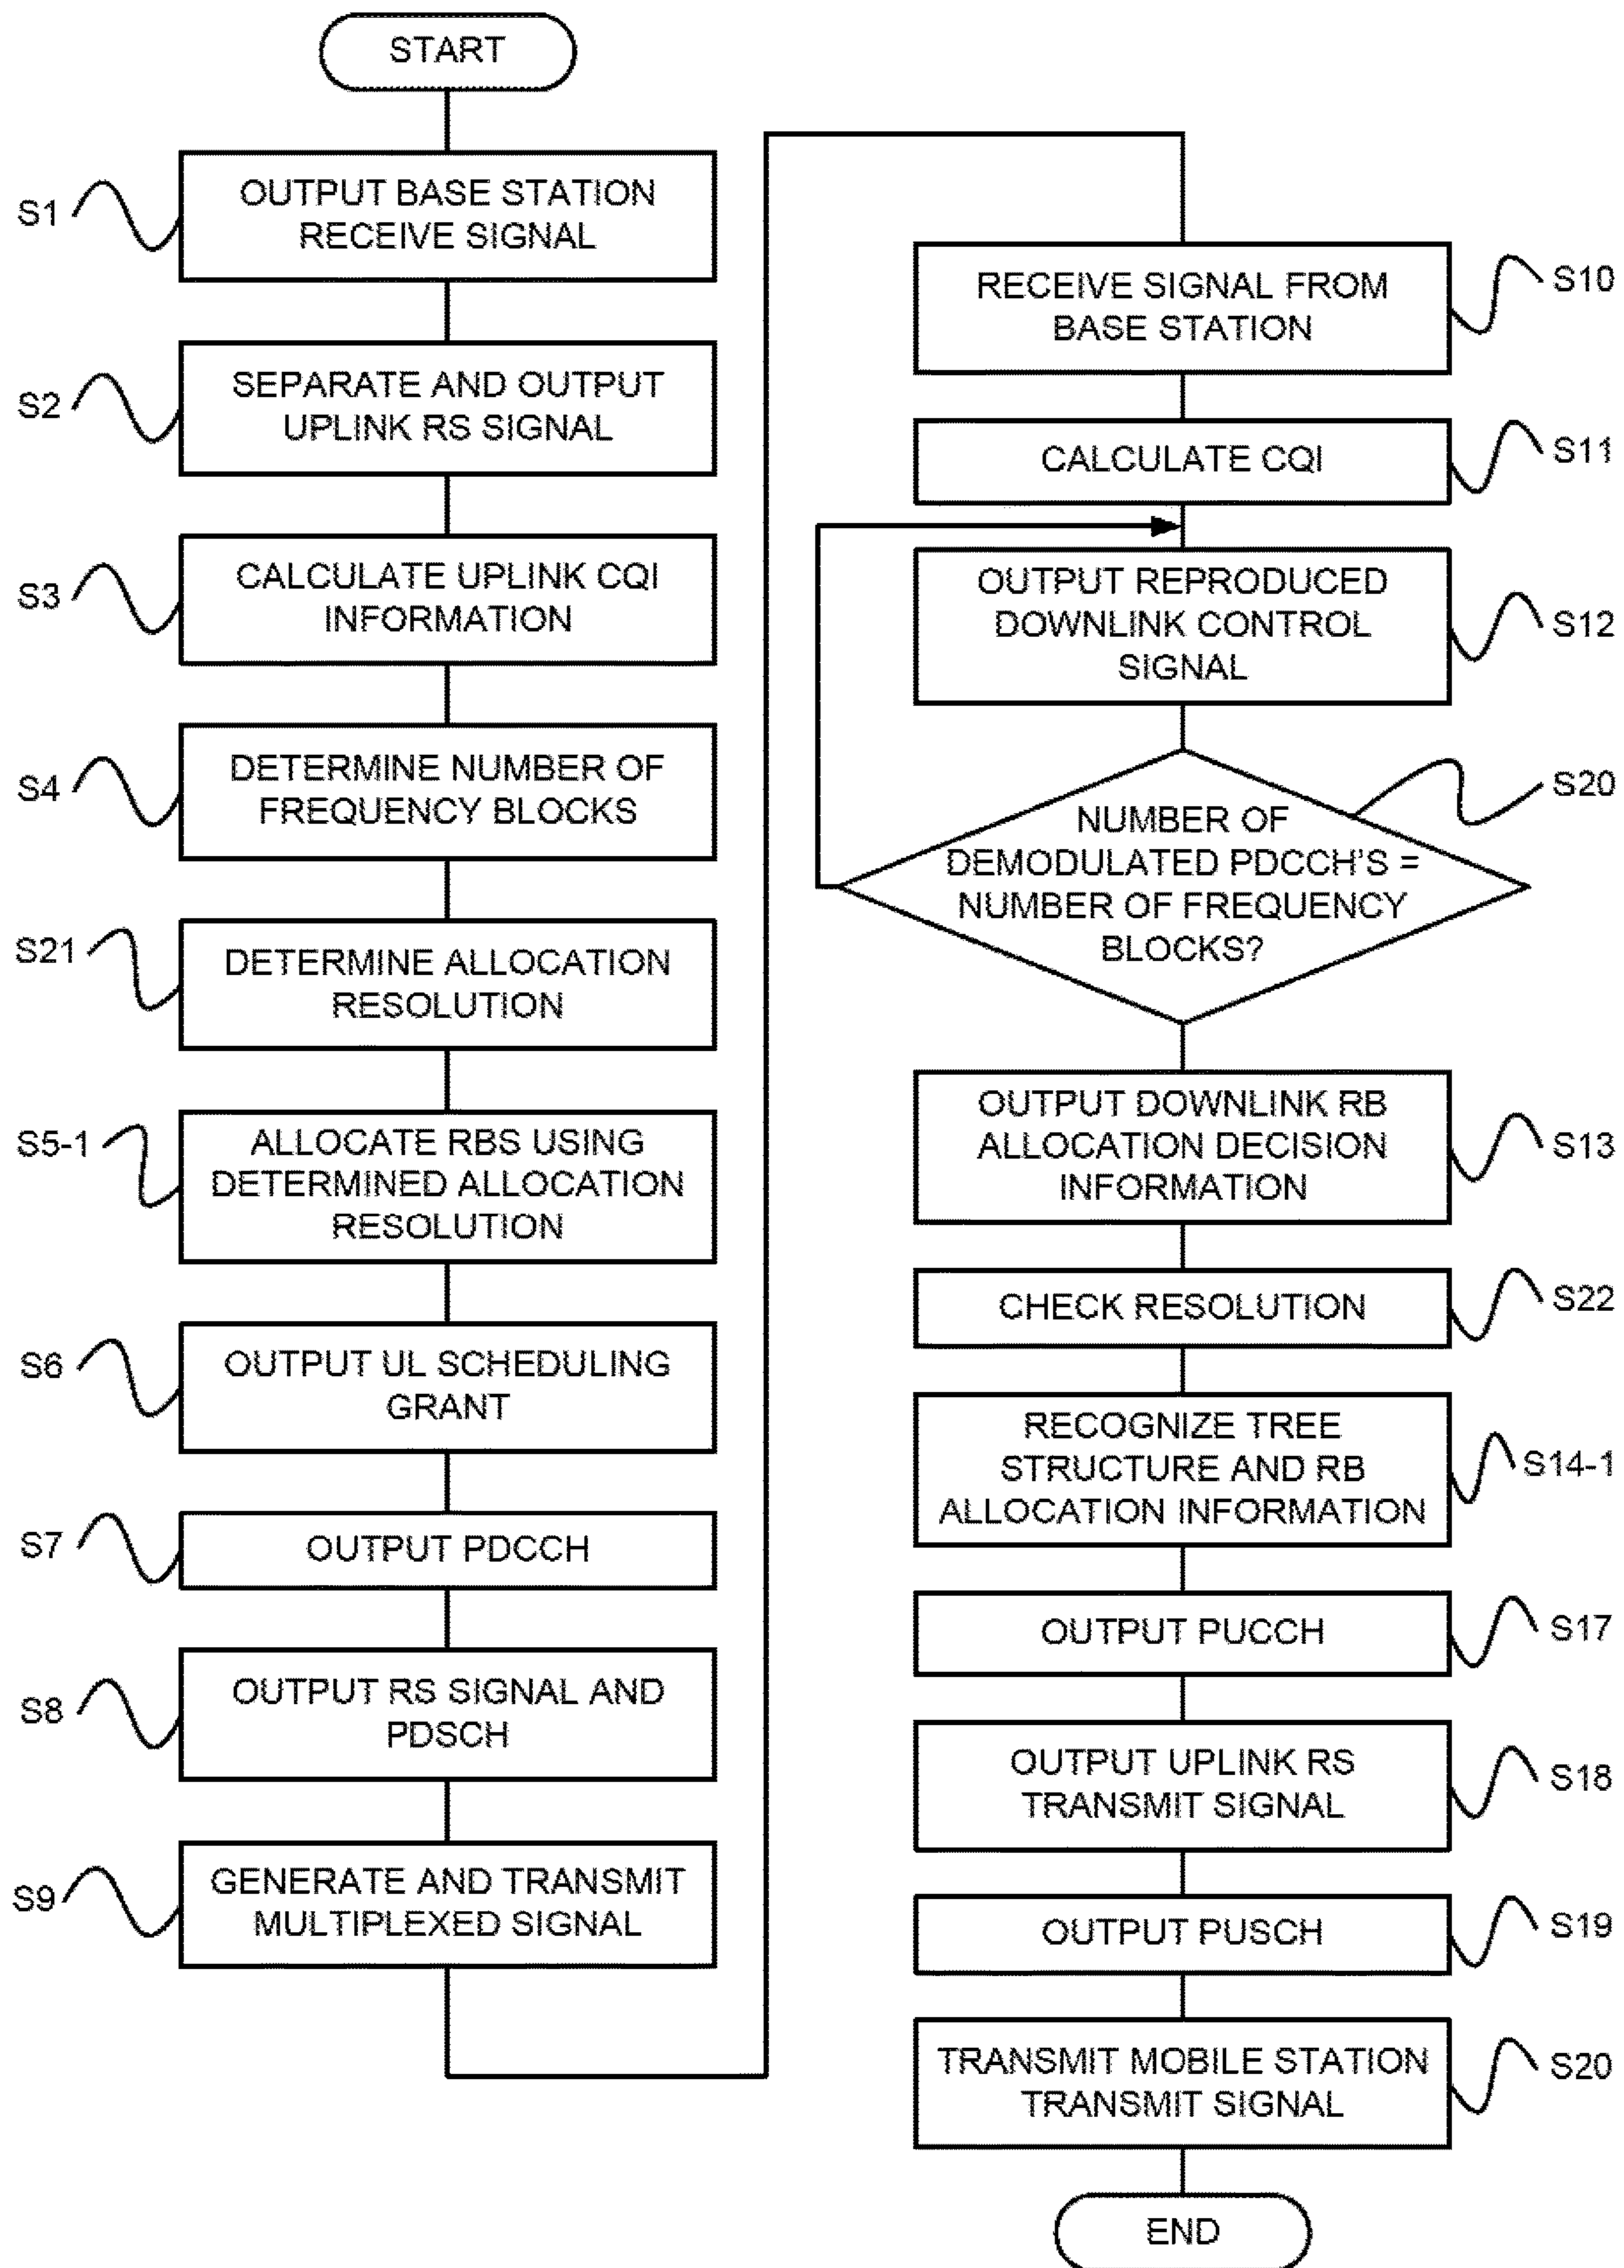 START
S1
OUTPUT BASE STATION
RECEIVE SIGNAL
S2
SEPARATE AND OUTPUT
UPLINK RS SIGNAL
S3
CALCULATE UPLINK CQI
INFORMATION
S4
DETERMINE NUMBER OF
FREQUENCY BLOCKS
S21
DETERMINE ALLOCATION
RESOLUTION
S5-1
ALLOCATE RBS USING
DETERMINED ALLOCATION
RESOLUTION
S6
OUTPUT UL SCHEDULING
GRANT
S7
OUTPUT PDCCH
S8
OUTPUT RS SIGNAL AND
PDSCH
S9
GENERATE AND TRANSMIT
MULTIPLEXED SIGNAL
RECEIVE SIGNAL FROM
BASE STATION
S10
CALCULATE CQI
S11
OUTPUT REPRODUCED
DOWNLINK CONTROL
SIGNAL
S12
NUMBER OF
DEMODULATED PDCCH'S =
NUMBER OF FREQUENCY
BLOCKS?
S20
OUTPUT DOWNLINK RB
ALLOCATION DECISION
INFORMATION
S13
CHECK RESOLUTION
S22
RECOGNIZE TREE
STRUCTURE AND RB
ALLOCATION INFORMATION
S14-1
OUTPUT PUCCH
S17
OUTPUT UPLINK RS
TRANSMIT SIGNAL
S18
OUTPUT PUSCH
S19
TRANSMIT MOBILE STATION
TRANSMIT SIGNAL
S20
END